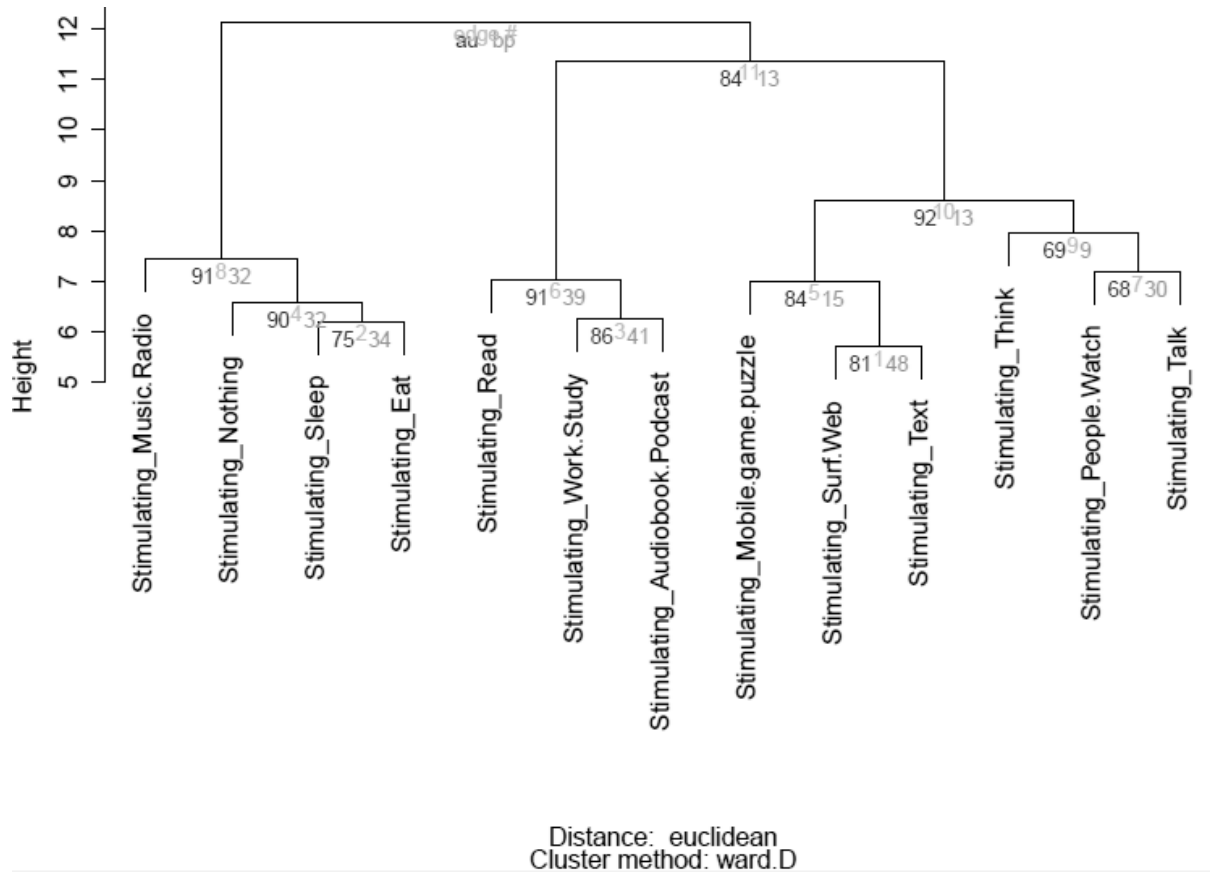 12
11
10
9
8
7
6
5
Height
edge #
au bp
84 11 13
92 10 13
69 9 9
91 8 32
68 7 30
91 6 39
84 5 15
90 4 32
86 3 41
75 2 34
81 1 48
Stimulating_Music.Radio
Stimulating_Nothing
Stimulating_Sleep
Stimulating_Eat
Stimulating_Read
Stimulating_Work.Study
Stimulating_Audiobook.Podcast
Stimulating_Mobile.game.puzzle
Stimulating_Surf.Web
Stimulating_Text
Stimulating_Think
Stimulating_People.Watch
Stimulating_Talk
Distance: euclidean
Cluster method: ward.D